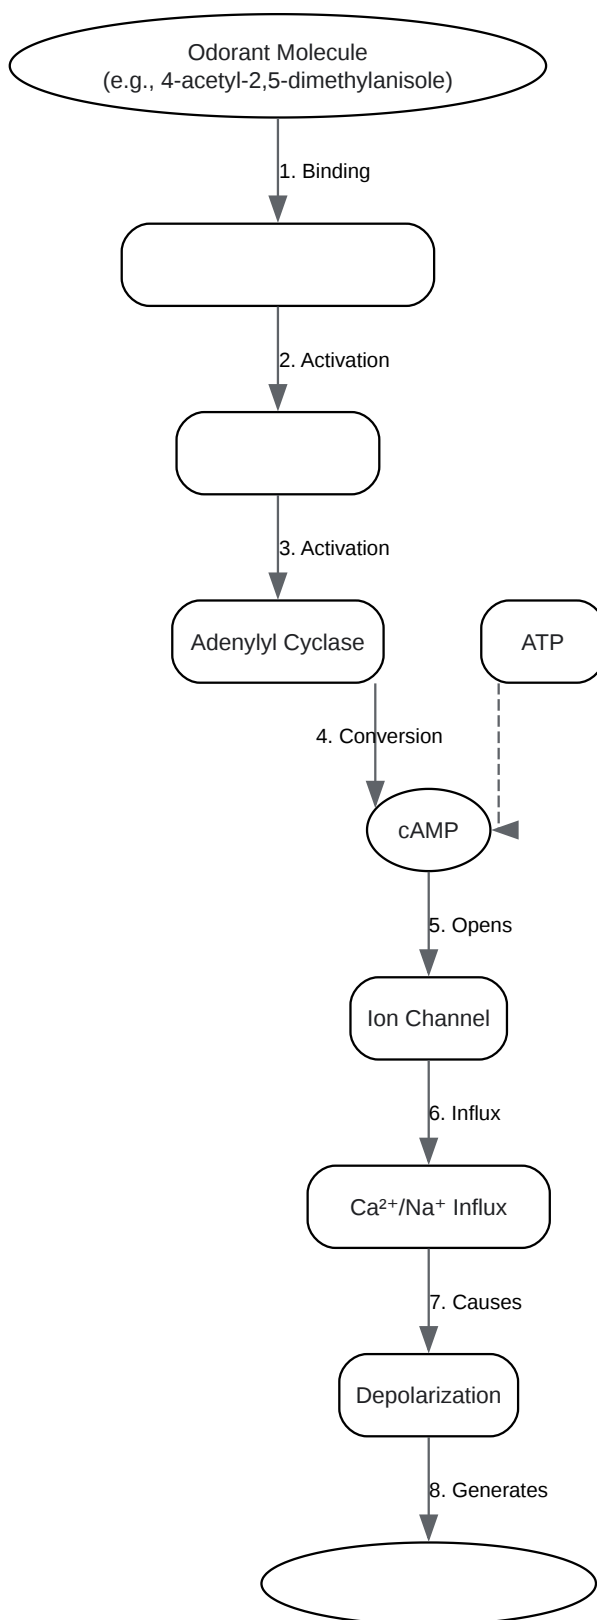 Odorant Molecule
(e.g., 4-acetyl-2,5-dimethylanisole)
1. Binding
2. Activation
3. Activation
Adenylyl Cyclase
ATP
4. Conversion
cAMP
5. Opens
Ion Channel
6. Influx
Ca²⁺/Na⁺ Influx
7. Causes
Depolarization
8. Generates